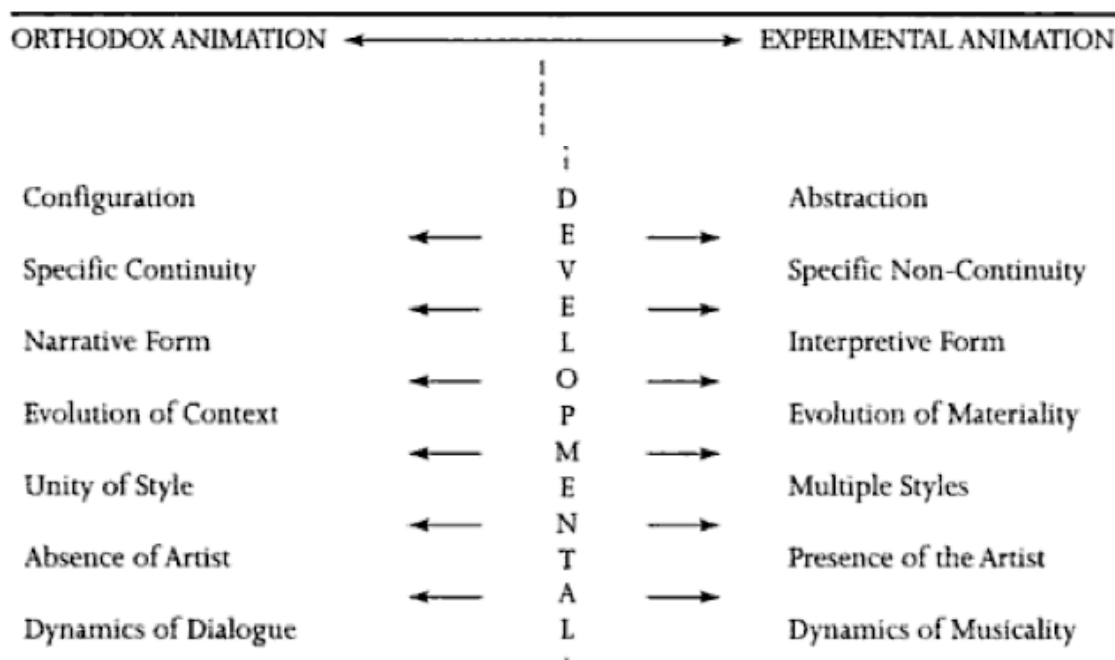 ORTHODOX ANIMATION EXPERIMENTAL ANIMATION
Configuration Abstraction
Specific Continuity Specific Non-Continuity
Narrative Form Interpretive Form
Evolution of Context Evolution of Materiality
Unity of Style Multiple Styles
Absence of Artist Presence of the Artist
Dynamics of Dialogue Dynamics of Musicality
DEVELOPMENTAL